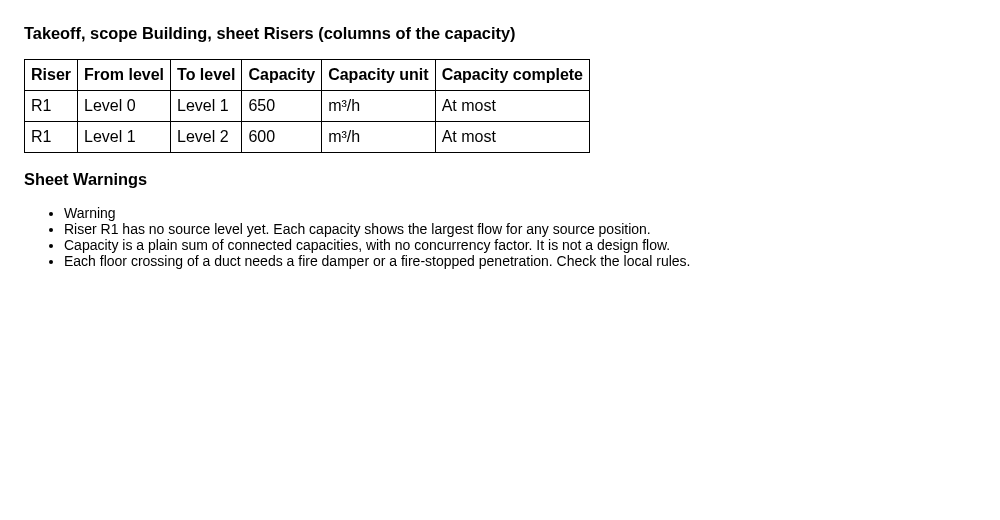 Takeoff, scope Building, sheet Risers (columns of the capacity)
Riser From level To level Capacity Capacity unit Capacity complete
R1 Level 0 Level 1 650 m³/h At most
R1 Level 1 Level 2 600 m³/h At most
Sheet Warnings
• Warning
• Riser R1 has no source level yet. Each capacity shows the largest flow for any source position.
• Capacity is a plain sum of connected capacities, with no concurrency factor. It is not a design flow.
• Each floor crossing of a duct needs a fire damper or a fire-stopped penetration. Check the local rules.